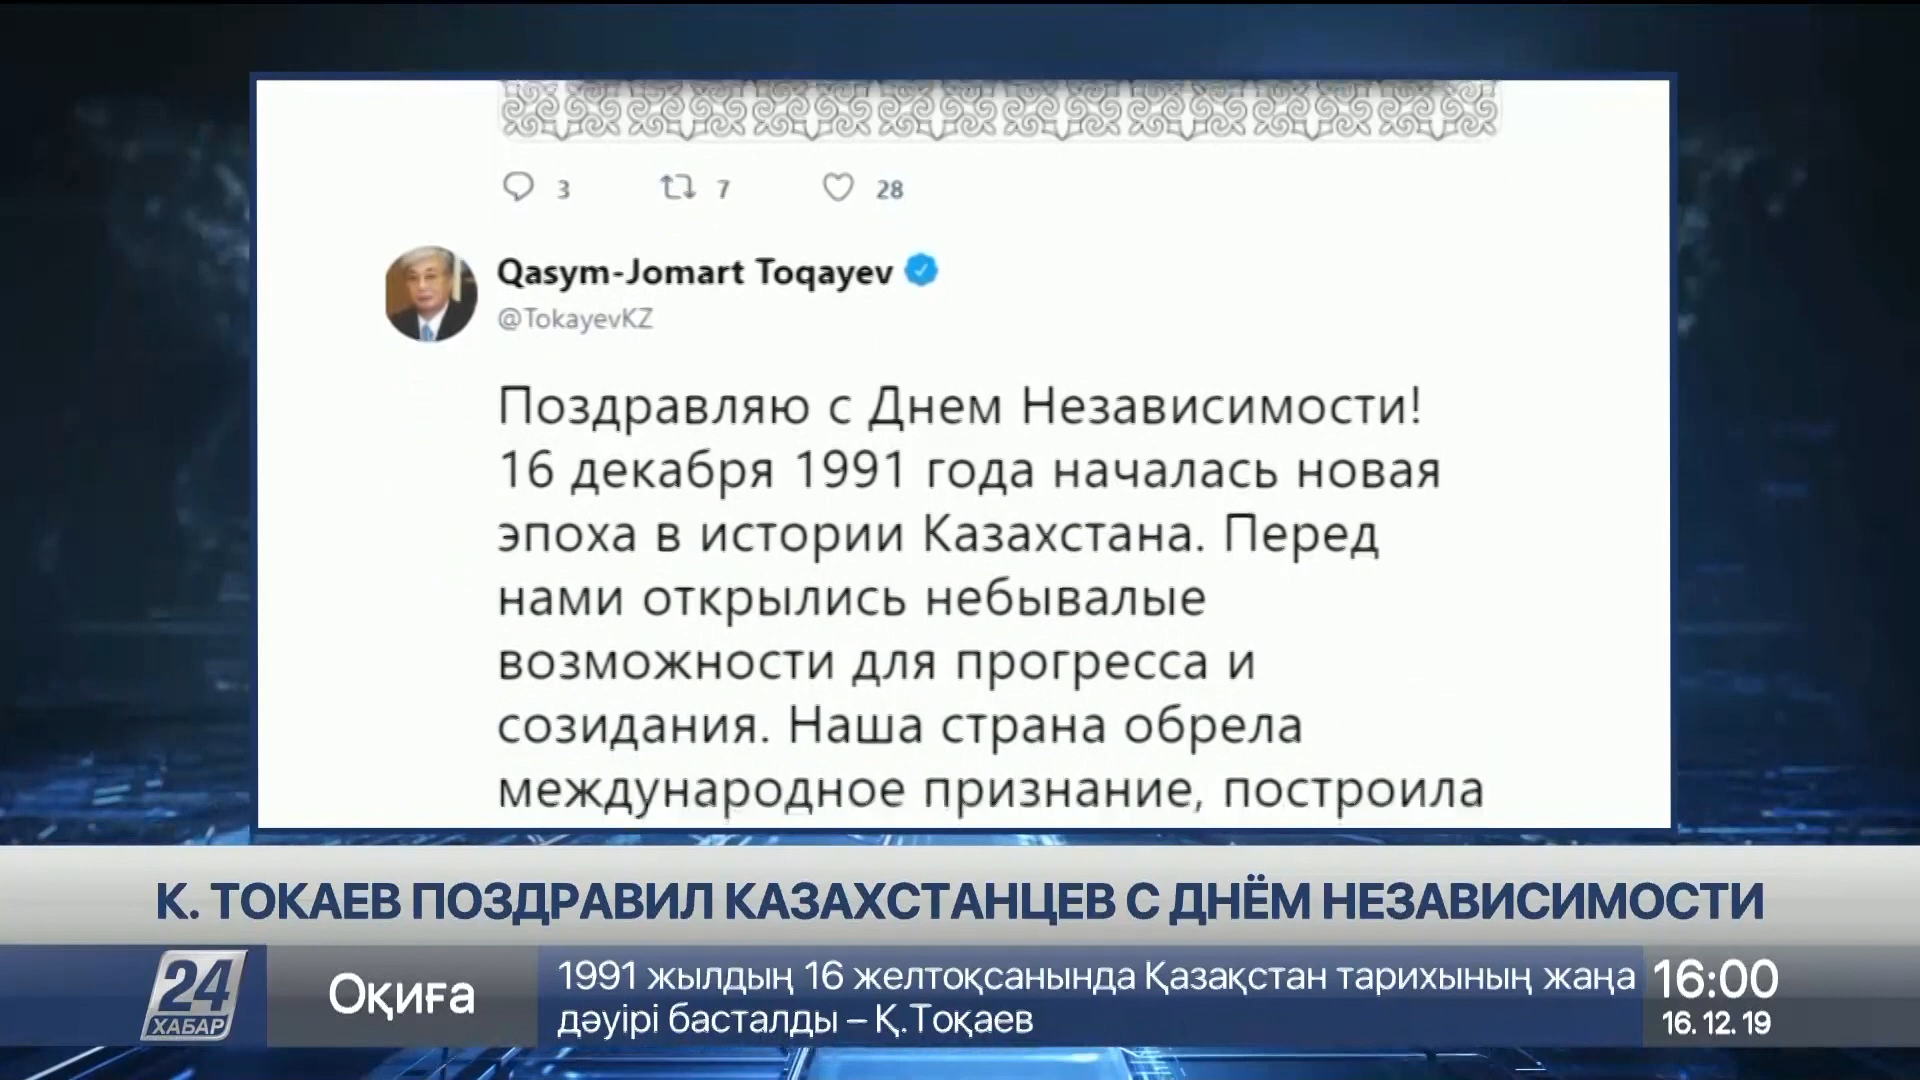 3 7 28
Qasym-Jomart Toqayev
@TokayevKZ
Поздравляю с Днем Независимости!
16 декабря 1991 года началась новая
эпоха в истории Казахстана. Перед
нами открылись небывалые
возможности для прогресса и
созидания. Наша страна обрела
международное признание, построила
К. ТОКАЕВ ПОЗДРАВИЛ КАЗАХСТАНЦЕВ С ДНЁМ НЕЗАВИСИМОСТИ
24
ХАБАР
Оқиға
1991 жылдың 16 желтоқсанында Қазақстан тарихының жаңа
дәуірі басталды – Қ.Тоқаев
16:00
16. 12. 19